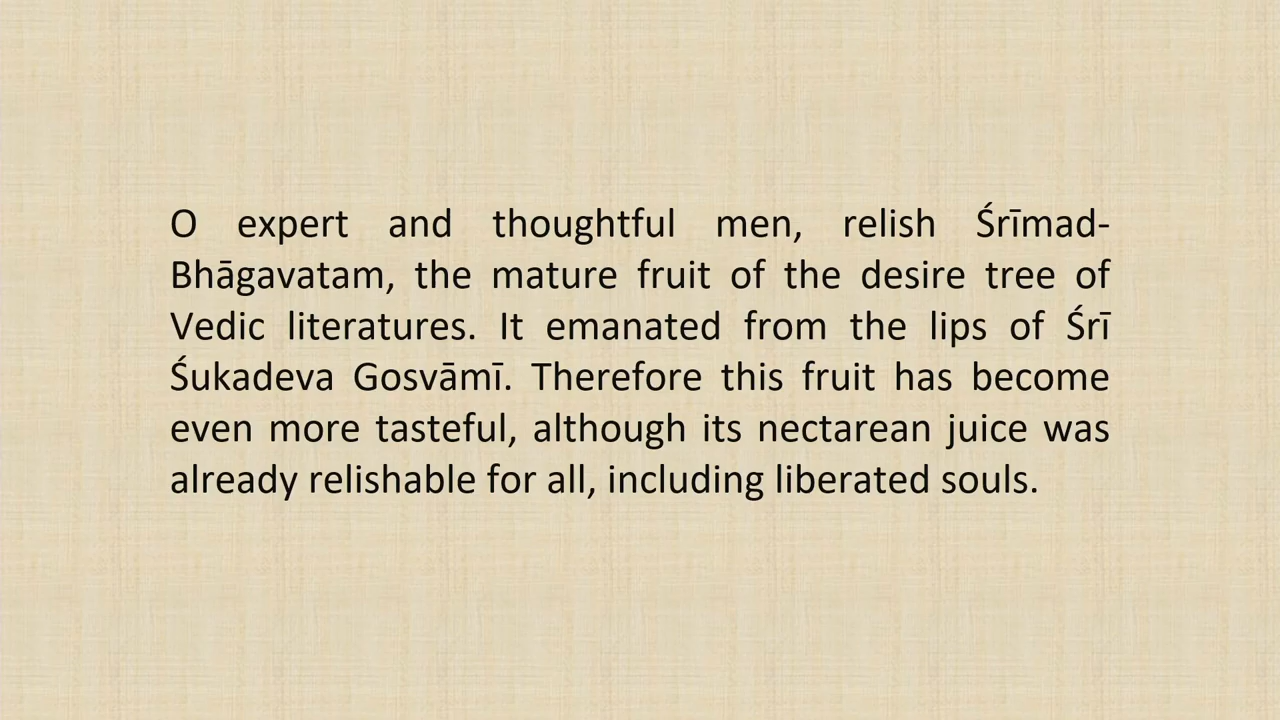 O expert and thoughtful men, relish Śrīmad-
Bhāgavatam, the mature fruit of the desire tree of
Vedic literatures. It emanated from the lips of Śrī
Śukadeva Gosvāmī. Therefore this fruit has become
even more tasteful, although its nectarean juice was
already relishable for all, including liberated souls.